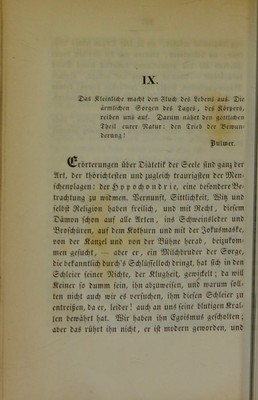 IX.
Das Kleinliche macht den Fluch des Lebens aus. Die
ärmlichen Sorgen des Tages, des Körpers,
reiben uns auf. Darum nährt den göttlichen
Theil eurer Natur: den Trieb der Bewun-
derung!
Bulwer.
Erörterungen über Diätetik der Seele sind ganz der
Art, der thörichtesten und zugleich traurigsten der Men-
schenplagen: der Hypochondrie, eine besondere Be-
trachtung zu widmen. Vernunft, Sittlichkeit, Witz und
selbst Religion haben freilich, und mit Recht, diesem
Dämon schon auf alle Arten, ins Schweinsleder und
Broschüren, auf dem Kothurn und mit der Jokusmaske,
von der Kanzel und von der Bühne herab, beizukom-
men gesucht, — aber er, ein Milchbruder der Sorge,
die bekanntlich durch's Schlüsselloch dringt, hat sich in den
Schleier seiner Nichte, der Klugheit, gewickelt; da will
Keiner so dumm sein, ihn abzuweisen, und warum soll-
ten nicht auch wir es versuchen, ihm diesen Schleier zu
entreißen, da er, leider! auch an uns seine blutigen Kral-
len bewährt hat. Wir haben ihn Egoismus gescholten;
aber das rührt ihn nicht, er ist modern geworden, und